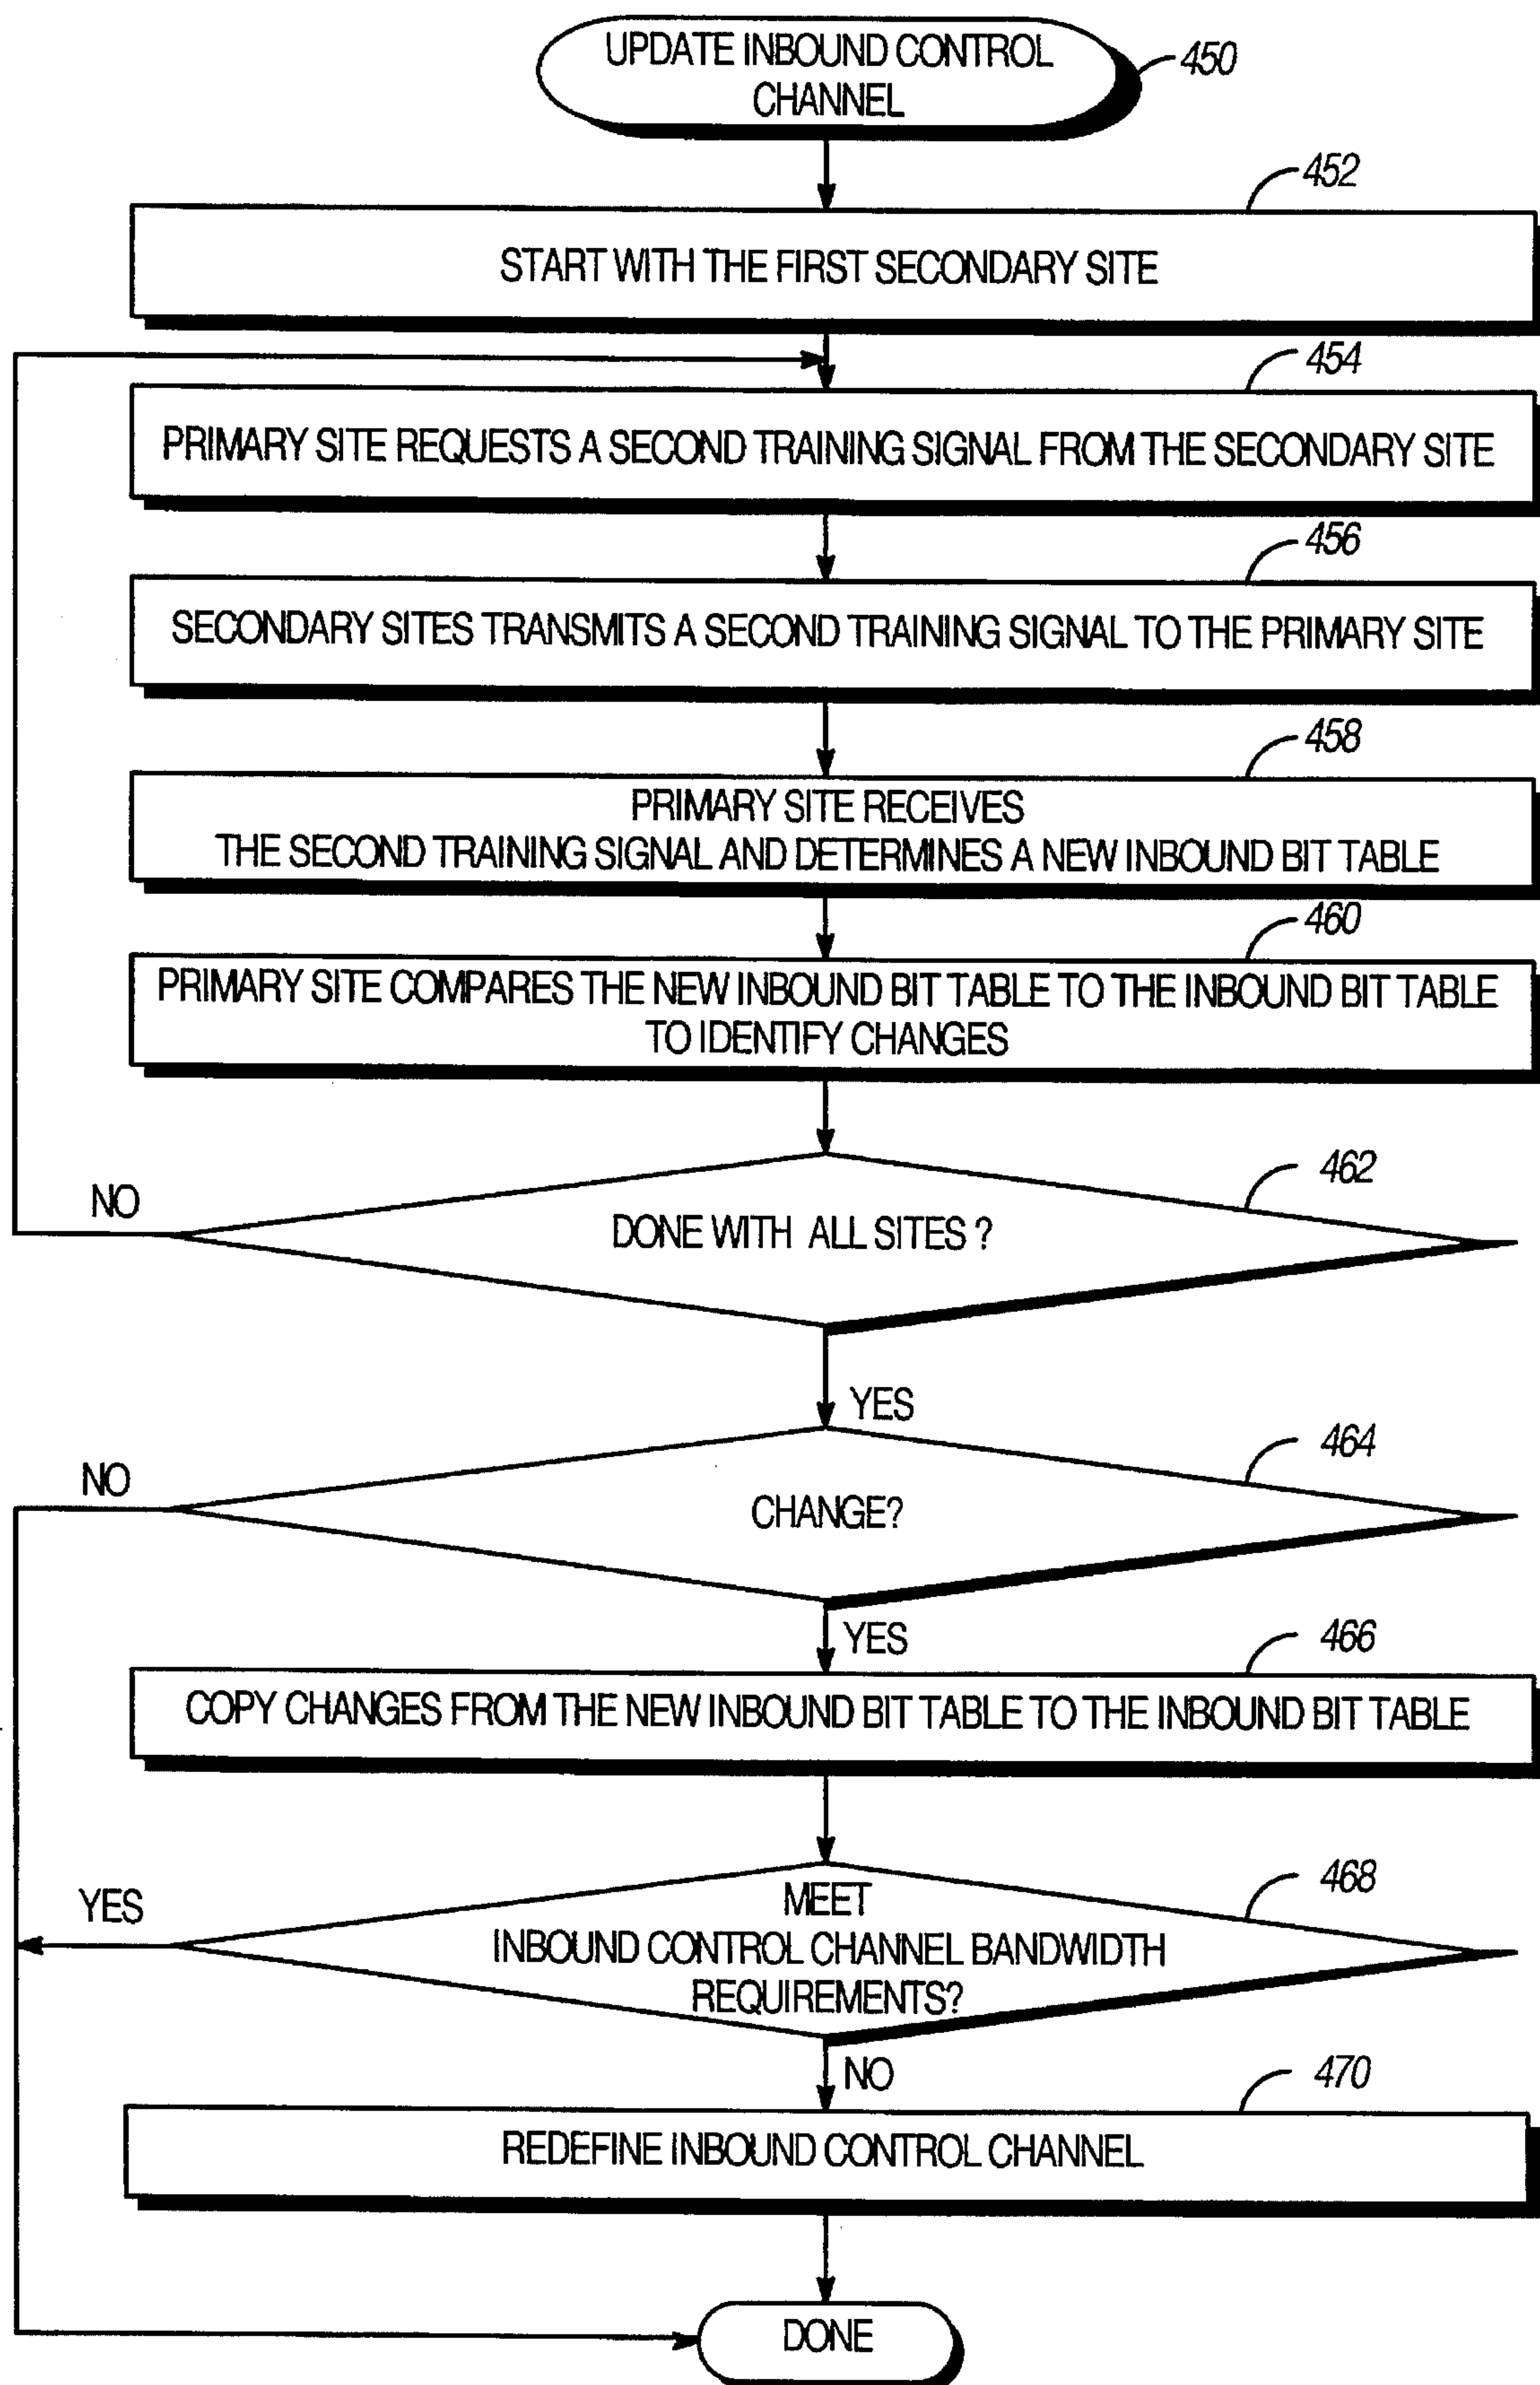 UPDATE INBOUND CONTROL
CHANNEL
450
452
START WITH THE FIRST SECONDARY SITE
454
PRIMARY SITE REQUESTS A SECOND TRAINING SIGNAL FROM THE SECONDARY SITE
456
SECONDARY SITES TRANSMITS A SECOND TRAINING SIGNAL TO THE PRIMARY SITE
458
PRIMARY SITE RECEIVES
THE SECOND TRAINING SIGNAL AND DETERMINES A NEW INBOUND BIT TABLE
460
PRIMARY SITE COMPARES THE NEW INBOUND BIT TABLE TO THE INBOUND BIT TABLE
TO IDENTIFY CHANGES
462
NO
DONE WITH ALL SITES ?
YES
464
NO
CHANGE?
YES
466
COPY CHANGES FROM THE NEW INBOUND BIT TABLE TO THE INBOUND BIT TABLE
468
YES
MEET
INBOUND CONTROL CHANNEL BANDWIDTH
REQUIREMENTS?
NO
470
REDEFINE INBOUND CONTROL CHANNEL
DONE